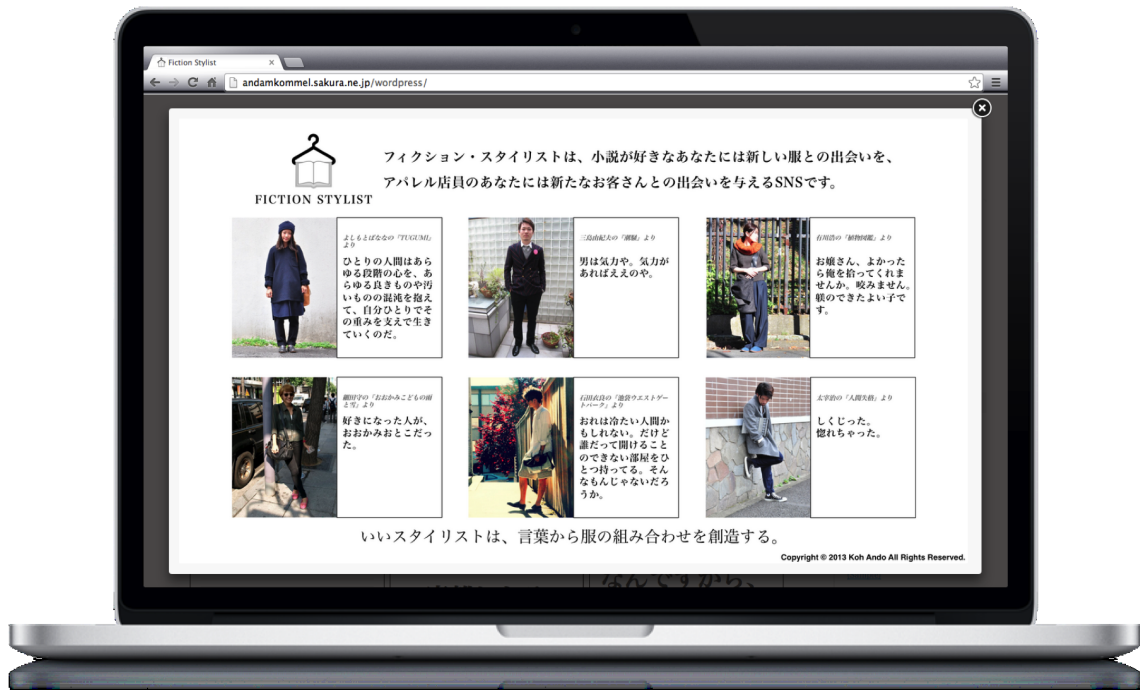 Fiction Stylist
andamkommel.sakura.ne.jp/wordpress/
フィクション・スタイリストは、小説が好きなあなたには新しい服との出会いを、
アパレル店員のあなたには新たなお客さんとの出会いを与えるSNSです。
FICTION STYLIST
よしもとばななの「TUGUMI」
より
ひとりの人間はあら
ゆる段階の心を、あ
らゆる良きものや汚
いものの混沌を抱え
て、自分ひとりでそ
の重みを支えて生き
ていくのだ。
三島由紀夫の「潮騒」より
男は気力や。気力が
あればええのや。
有川浩の「植物図鑑」より
お嬢さん、よかった
ら俺を拾ってくれま
せんか。咬みません。
躾のできたよい子で
す。
細田守の「おおかみこどもの雨
と雪」より
好きになった人が、
おおかみおとこだっ
た。
石田衣良の「池袋ウエストゲー
トパーク」より
おれは冷たい人間か
もしれない。だけど
誰だって開けること
のできない部屋をひ
とつ持ってる。そん
なもんじゃないだろ
うか。
太宰治の「人間失格」より
しくじった。
惚れちゃった。
いいスタイリストは、言葉から服の組み合わせを創造する。
Copyright © 2013 Koh Ando All Rights Reserved.
なんですから、